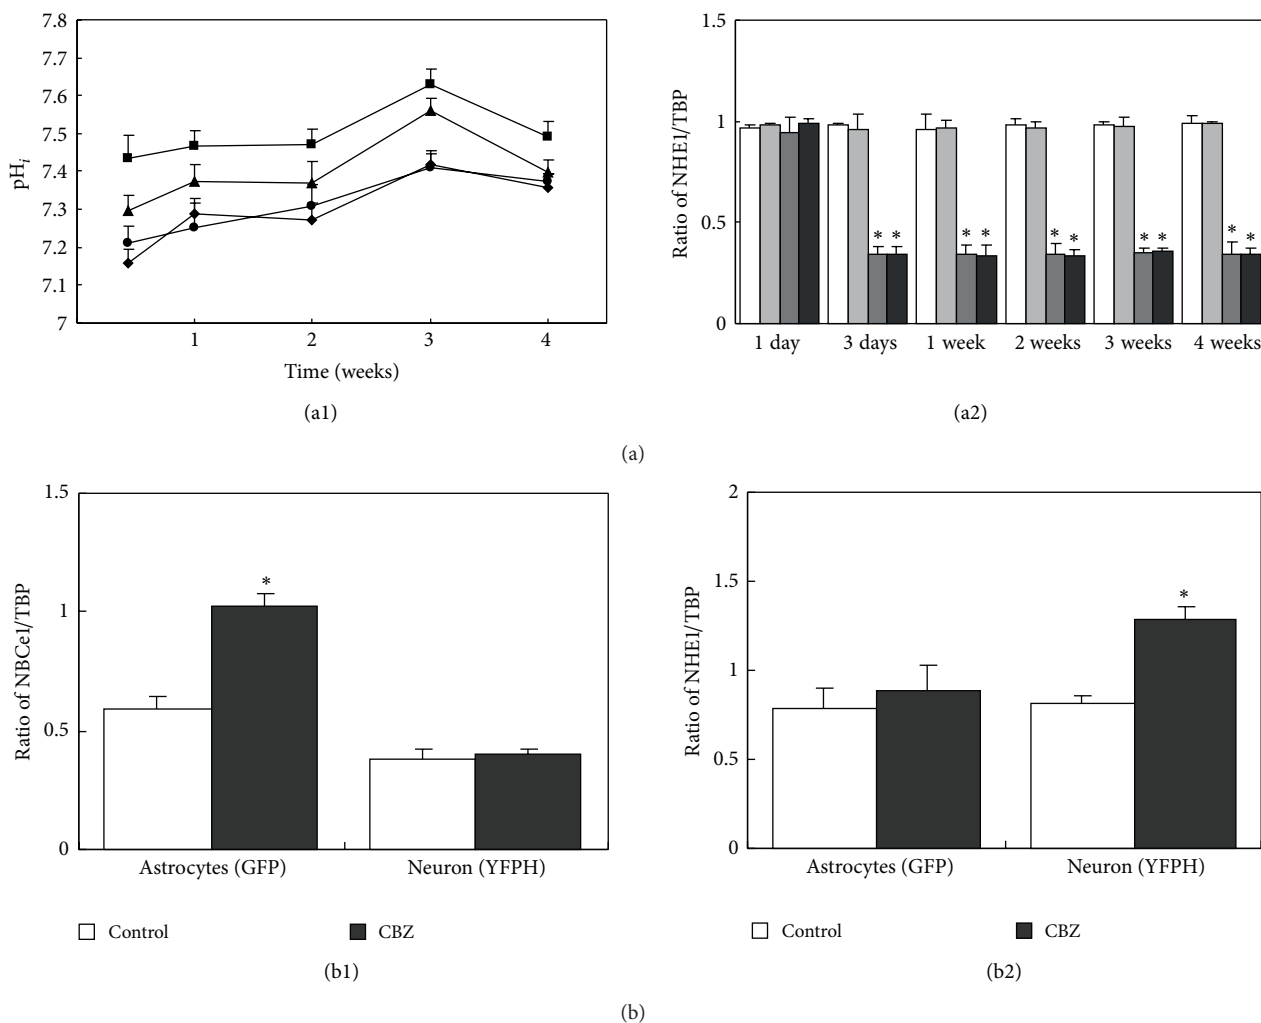 7.8
7.7
7.6
7.5
7.4
7.3
7.2
7.1
7
pHi
1 2 3 4
Time (weeks)
(a1)
1.5
1
0.5
0
Ratio of NHE1/TBP
* * * * * * * * * *
1 day 3 days 1 week 2 weeks 3 weeks 4 weeks
(a2)
(a)
1.5
1
0.5
0
Ratio of NBCe1/TBP
*
Astrocytes (GFP) Neuron (YFPH)
Control CBZ
(b1)
2
1.5
1
0.5
0
Ratio of NHE1/TBP
*
Astrocytes (GFP) Neuron (YFPH)
Control CBZ
(b2)
(b)